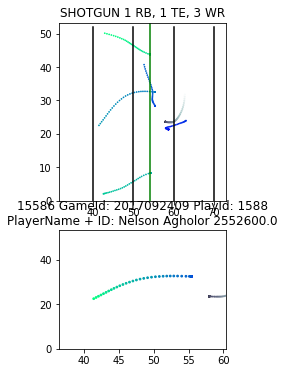 SHOTGUN 1 RB, 1 TE, 3 WR
50
40
30
20
10
0
40 50 60 70
15586 GameId: 2017092409 PlayId: 1588
PlayerName + ID: Nelson Agholor 2552600.0
40
20
0
40 45 50 55 60